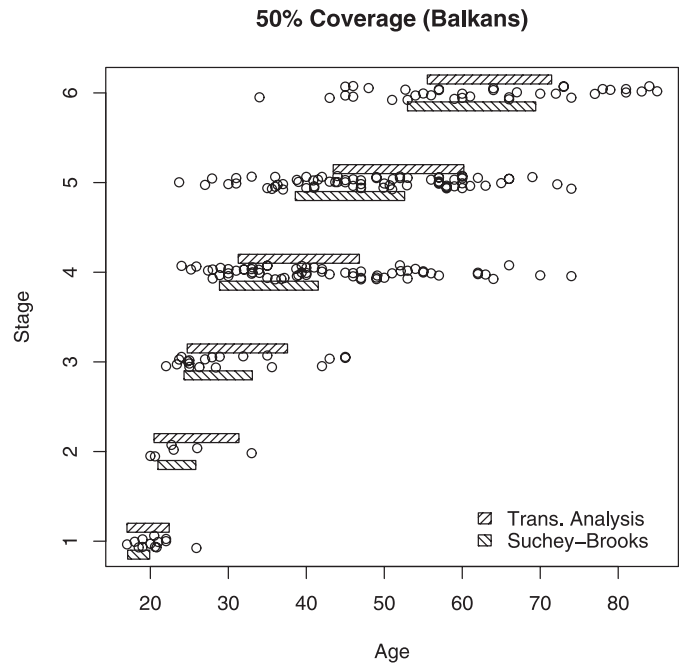 50% Coverage (Balkans)
Stage
6
5
4
3
2
1
Trans. Analysis
Suchey–Brooks
20 30 40 50 60 70 80
Age